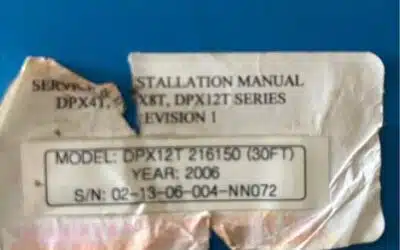 SERVICE STALLATION MANUAL
DPX4T, X8T, DPX12T SERIES
EVISION 1
MODEL: DPX12T 216150 (30FT)
YEAR: 2006
S/N: 02-13-06-004-NN072